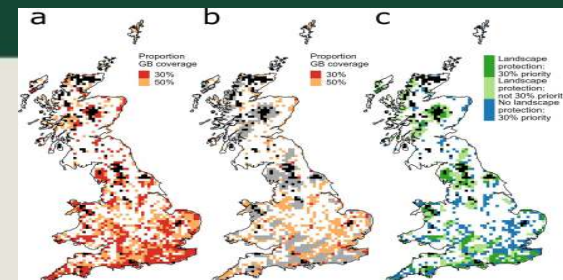 a
Proportion
GB coverage
30%
50%
b
Proportion
GB coverage
30%
50%
c
Landscape
protection:
30% priority
Landscape
protection:
not 30% priorit
No landscape
protection:
30% priority